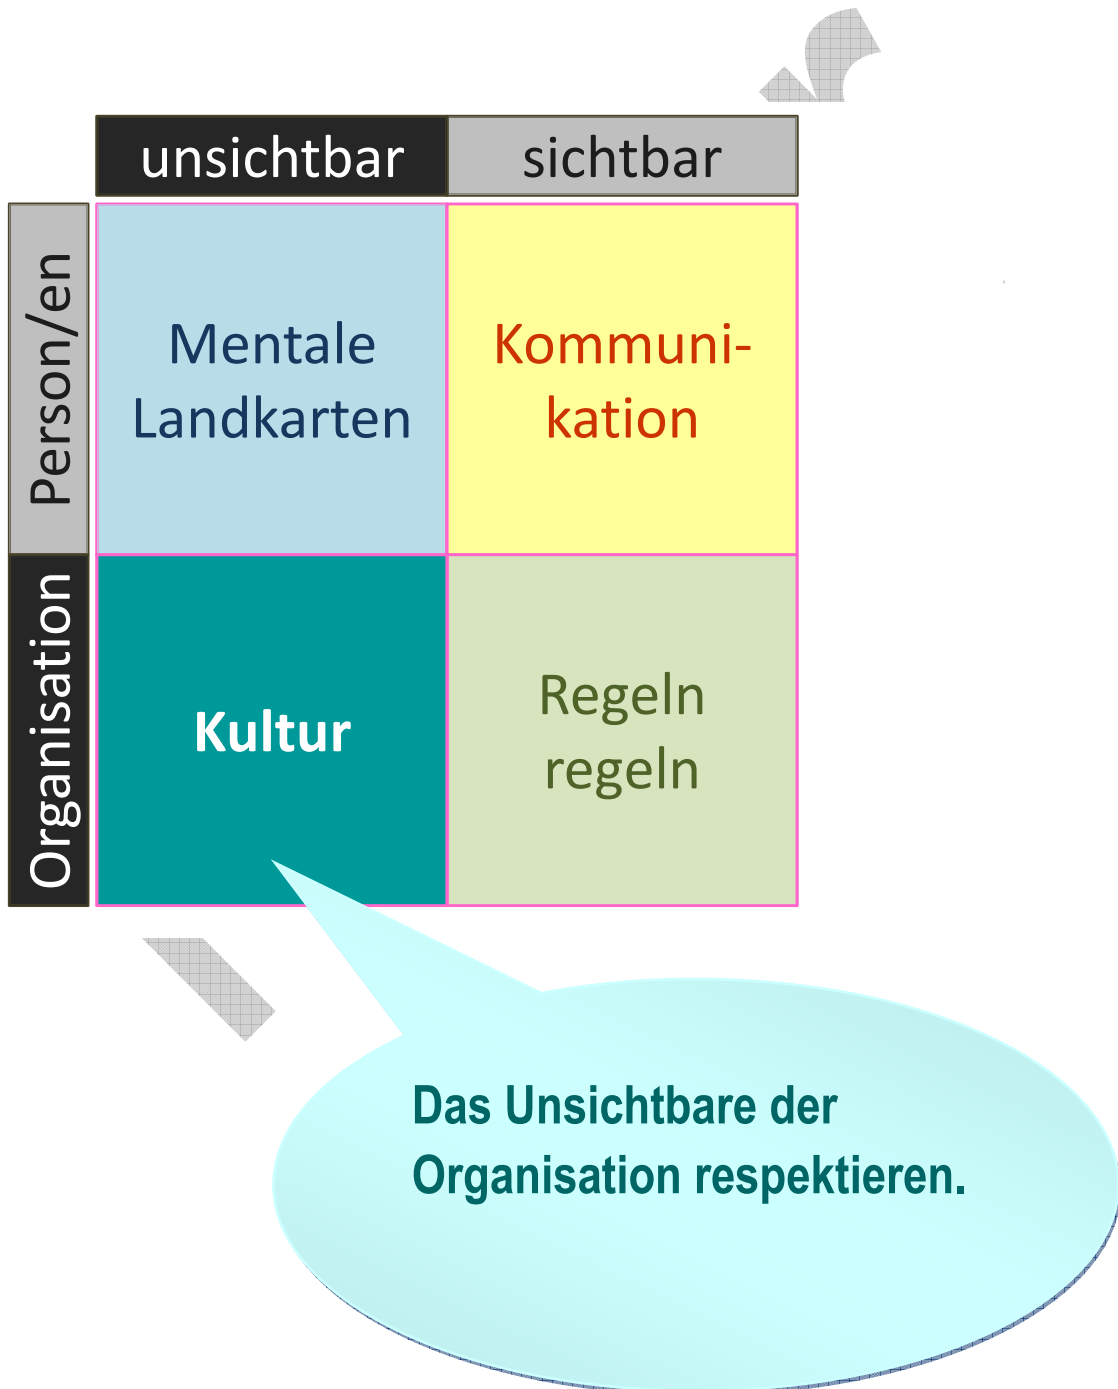 unsichtbar
sichtbar
Person/en
Mentale
Landkarten
Kommuni-
kation
Organisation
Kultur
Regeln
regeln
Das Unsichtbare der
Organisation respektieren.